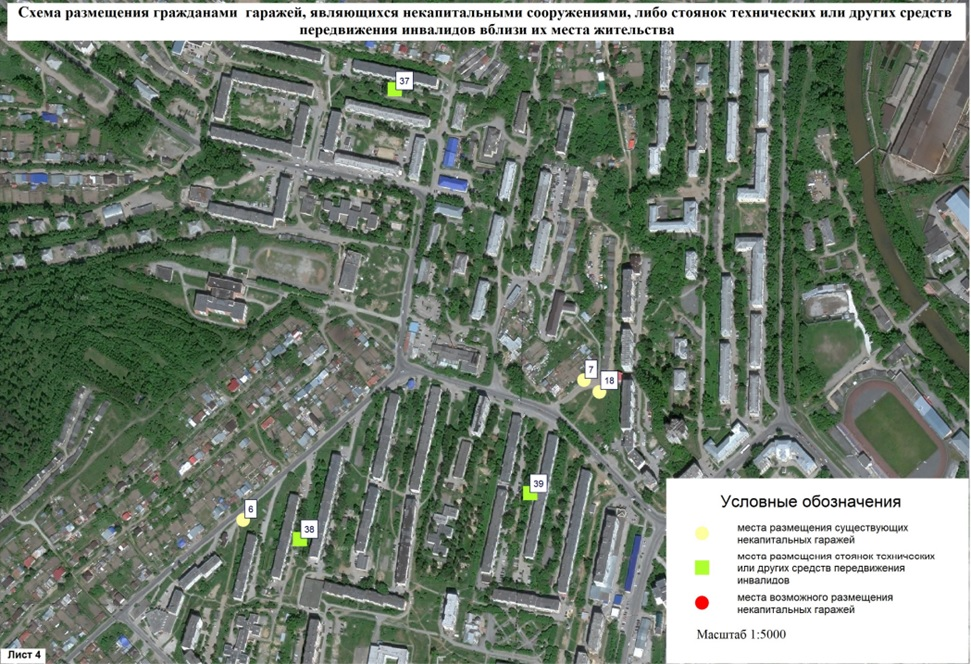 Схема размещения гражданами гаражей, являющихся некапитальными сооружениями, либо стоянок технических или других средств
передвижения инвалидов вблизи их места жительства
37
7
18
39
6
38
Условные обозначения
места размещения существующих
некапитальных гаражей
места размещения стоянок технических
или других средств передвижения
инвалидов
места возможного размещения
некапитальных гаражей
Масштаб 1:5000
Лист 4